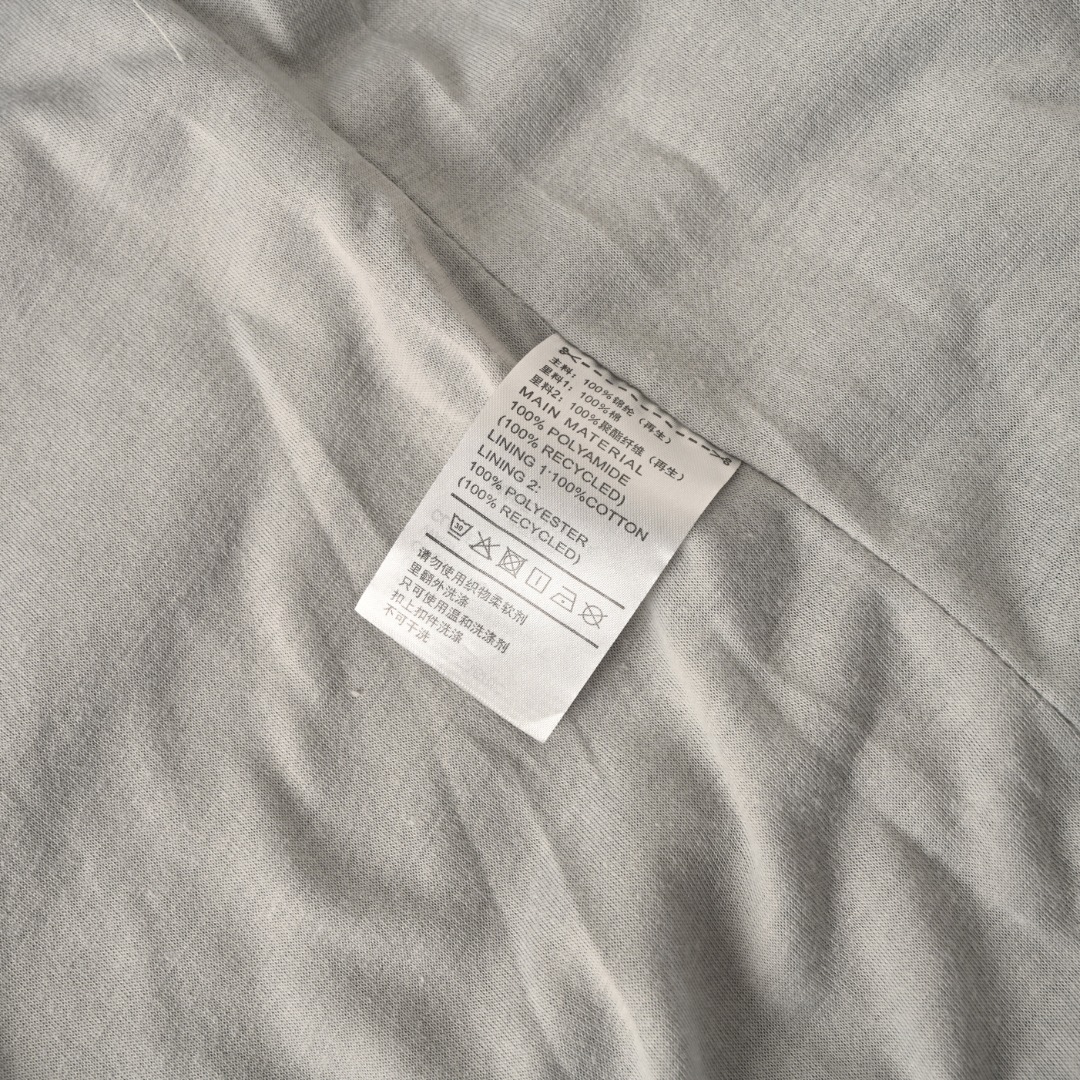 主料：100%锦纶（再生）
里料1：100%棉
里料2：100%聚酯纤维（再生）
MAIN MATERIAL
100% POLYAMIDE
(100% RECYCLED)
LINING 1:100%COTTON
LINING 2:
100% POLYESTER
(100% RECYCLED)
30
请勿使用织物柔软剂
里翻外洗涤
只可使用温和洗涤剂
扣上扣件洗涤
不可干洗